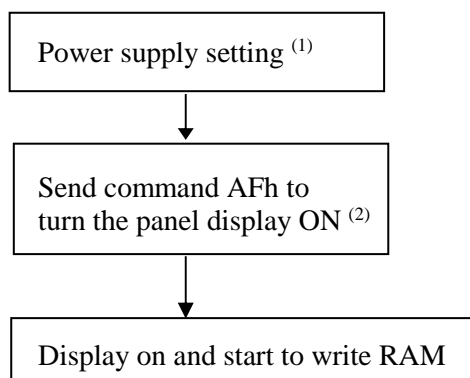 Power supply setting (1)
Send command AFh to
turn the panel display ON (2)
Display on and start to write RAM